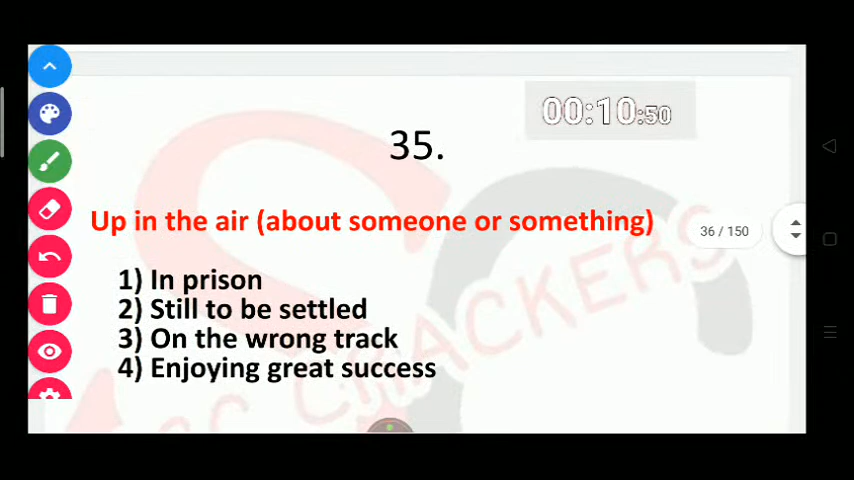 00:10:50
35.
Up in the air (about someone or something)
36 / 150
1) In prison
2) Still to be settled
3) On the wrong track
4) Enjoying great success
CRACKERS